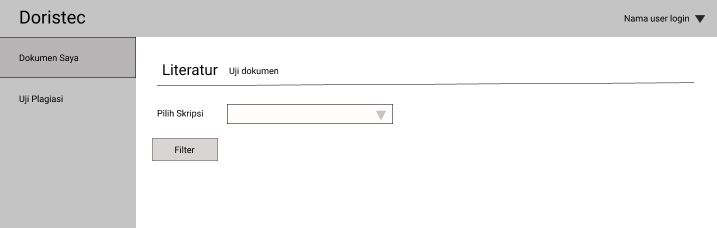 Doristec
Nama user login
Dokumen Saya
Uji Plagiasi
Literatur Uji dokumen
Pilih Skripsi
Filter